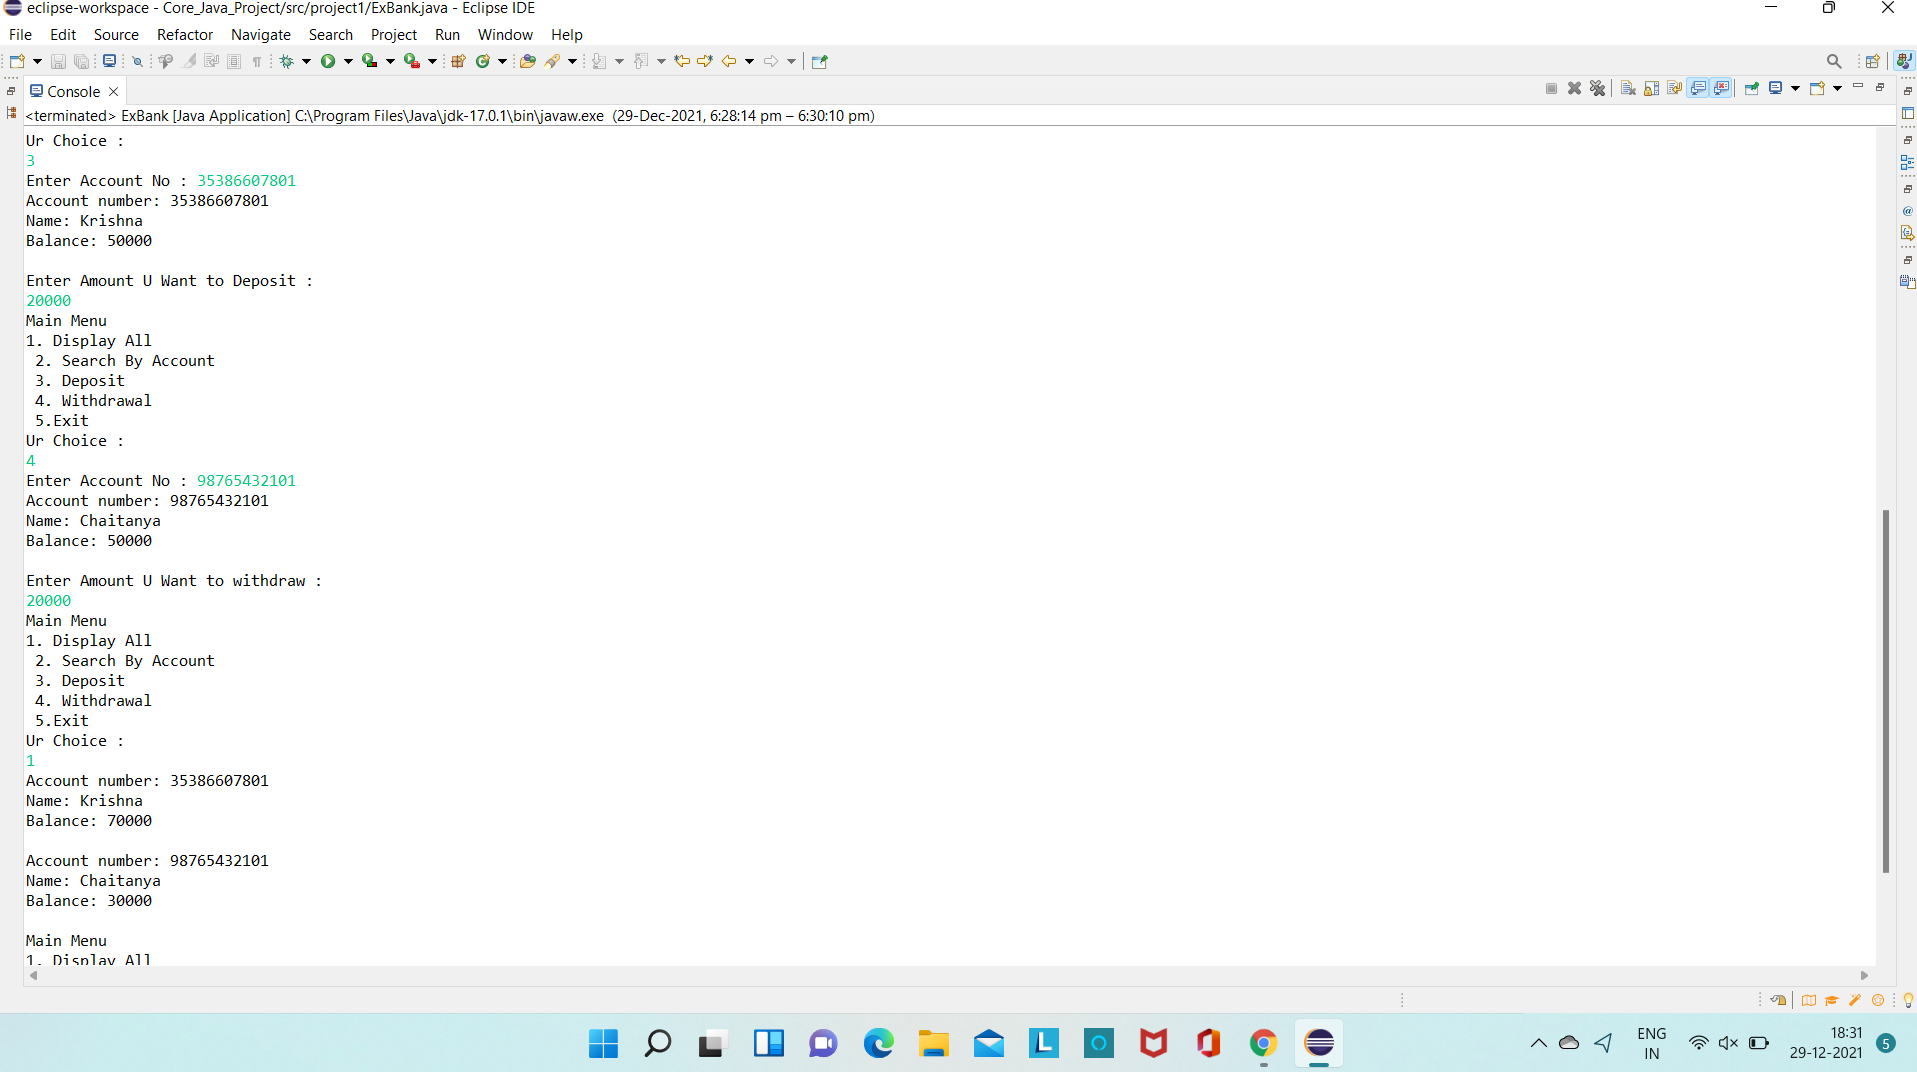 eclipse-workspace - Core_Java_Project/src/project1/ExBank.java - Eclipse IDE
File Edit Source Refactor Navigate Search Project Run Window Help
Console
<terminated> ExBank [Java Application] C:\Program Files\Java\jdk-17.0.1\bin\javaw.exe (29-Dec-2021, 6:28:14 pm – 6:30:10 pm)
Ur Choice :
3
Enter Account No : 35386607801
Account number: 35386607801
Name: Krishna
Balance: 50000
Enter Amount U Want to Deposit :
20000
Main Menu
1. Display All
2. Search By Account
3. Deposit
4. Withdrawal
5.Exit
Ur Choice :
4
Enter Account No : 98765432101
Account number: 98765432101
Name: Chaitanya
Balance: 50000
Enter Amount U Want to withdraw :
20000
Main Menu
1. Display All
2. Search By Account
3. Deposit
4. Withdrawal
5.Exit
Ur Choice :
1
Account number: 35386607801
Name: Krishna
Balance: 70000
Account number: 98765432101
Name: Chaitanya
Balance: 30000
Main Menu
1. Display All
L
ENG
IN
18:31
29-12-2021
5